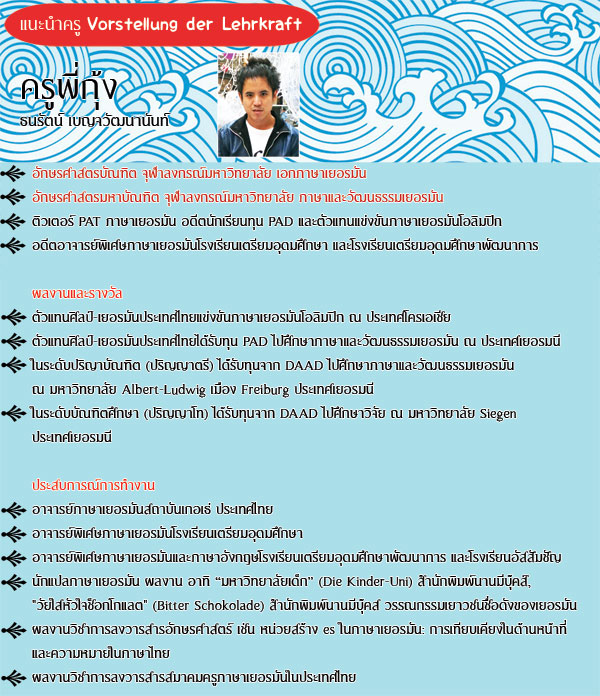 แนะนำครู Vorstellung der Lehrkraft
ครูพี่กุ้ง
ธนรัตน์ เบญจวัฒนานันท์
อักษรศาสตรบัณฑิต จุฬาลงกรณ์มหาวิทยาลัย เอกภาษาเยอรมัน
อักษรศาสตรมหาบัณฑิต จุฬาลงกรณ์มหาวิทยาลัย ภาษาและวัฒนธรรมเยอรมัน
ติวเตอร์ PAT ภาษาเยอรมัน อดีตนักเรียนทุน PAD และตัวแทนแข่งขันภาษาเยอรมันโอลิมปิก
อดีตอาจารย์พิเศษภาษาเยอรมันโรงเรียนเตรียมอุดมศึกษา และโรงเรียนเตรียมอุดมศึกษาพัฒนาการ
ผลงานและรางวัล
ตัวแทนศิลป์-เยอรมันประเทศไทยแข่งขันภาษาเยอรมันโอลิมปิก ณ ประเทศโครเอเชีย
ตัวแทนศิลป์-เยอรมันประเทศไทยได้รับทุน PAD ไปศึกษาภาษาและวัฒนธรรมเยอรมัน ณ ประเทศเยอรมนี
ในระดับปริญาบัณฑิต (ปริญญาตรี) ได้รับทุนจาก DAAD ไปศึกษาภาษาและวัฒนธรรมเยอรมัน
ณ มหาวิทยาลัย Albert-Ludwig เมือง Freiburg ประเทศเยอรมนี
ในระดับบัณฑิตศึกษา (ปริญญาโท) ได้รับทุนจาก DAAD ไปศึกษาวิจัย ณ มหาวิทยาลัย Siegen
ประเทศเยอรมนี
ประสบการณ์การทำงาน
อาจารย์ภาษาเยอรมันสถาบันเกอเธ่ ประเทศไทย
อาจารย์พิเศษภาษาเยอรมันโรงเรียนเตรียมอุดมศึกษา
อาจารย์พิเศษภาษาเยอรมันและภาษาอังกฤษโรงเรียนเตรียมอุดมศึกษาพัฒนาการ และโรงเรียนอัสสัมชัญ
นักแปลภาษาเยอรมัน ผลงาน อาทิ “มหาวิทยาลัยเด็ก” (Die Kinder-Uni) สำนักพิมพ์นานมีบุ๊คส์,
"วัยใสหัวใจช็อกโกแลต" (Bitter Schokolade) สำนักพิมพ์นานมีบุ๊คส์ วรรณกรรมเยาวชนชื่อดังของเยอรมัน
ผลงานวิชาการลงวารสารอักษรศาสตร์ เช่น หน่วยสร้าง es ในภาษาเยอรมัน: การเทียบเคียงในด้านหน้าที่
และความหมายในภาษาไทย
ผลงานวิชาการลงวารสารสมาคมครูภาษาเยอรมันในประเทศไทย